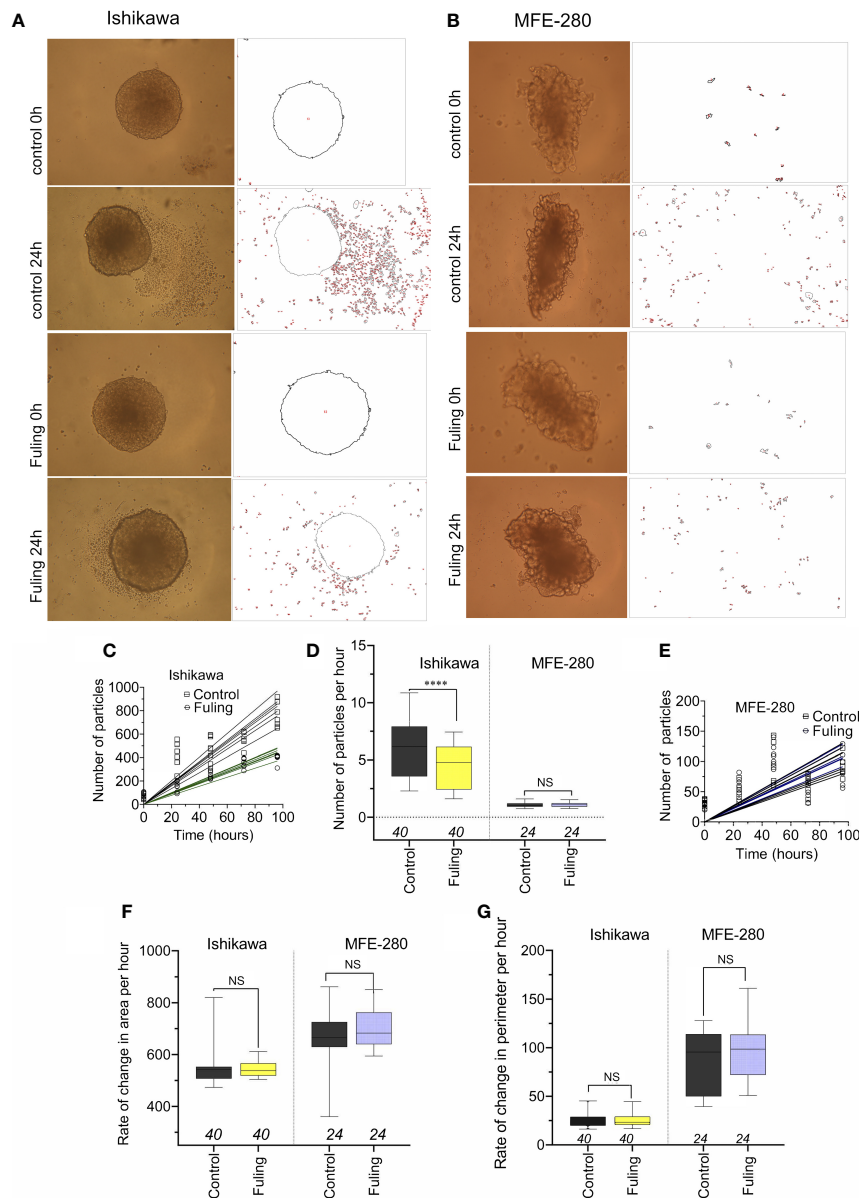 A
Ishikawa
control 0h
control 24h
Fuling 0h
Fuling 24h
B
MFE-280
control 0h
control 24h
Fuling 0h
Fuling 24h
C
Ishikawa
Control
Fuling
Number of particles
1000
800
600
400
200
0
0 20 40 60 80 100
Time (hours)
D
Ishikawa
MFE-280
Number of particles per hour
15
10
5
0
****
NS
40 40 24 24
Control Fuling Control Fuling
E
MFE-280
Control
Fuling
Number of particles
200
150
100
50
0
0 20 40 60 80 100
Time (hours)
F
Ishikawa
MFE-280
Rate of change in area per hour
1000
800
600
400
NS
NS
40 40 24 24
Control Fuling Control Fuling
G
Ishikawa
MFE-280
Rate of change in perimeter per hour
200
150
100
50
0
NS
NS
40 40 24 24
Control Fuling Control Fuling